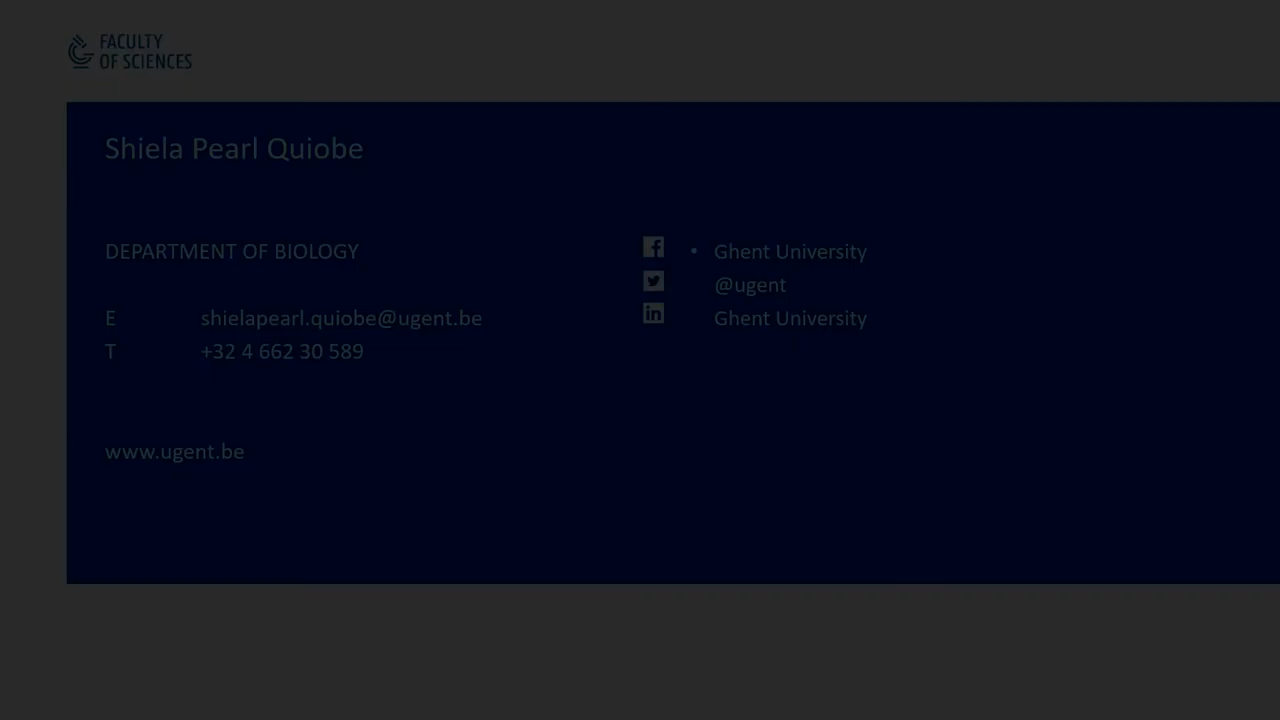 FACULTY
OF SCIENCES
Shiela Pearl Quiobe
DEPARTMENT OF BIOLOGY
E shielapearl.quiobe@ugent.be
T +32 4 662 30 589
www.ugent.be
• Ghent University
@ugent
Ghent University